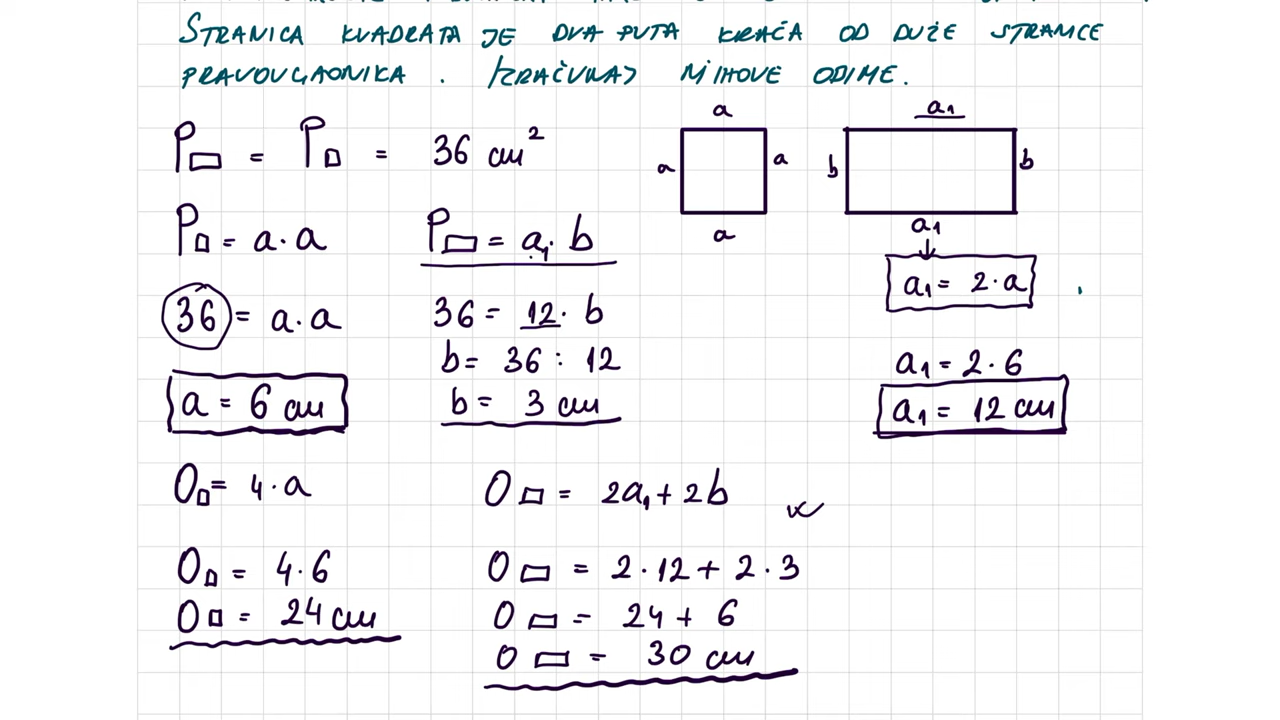 STRANICA KVADRATA JE DVA PUTA KRAĆA OD DUŽE STRANICE
PRAVOUGAONIKA. IZRAČUNAJ NJIHOVE OBIME.
a
a1
P▭ = P□ = 36 cm²
a
a
b
b
a
a1
P□ = a·a
P▭ = a1·b
a1 = 2·a
36 = a·a
36 = 12·b
b = 36 : 12
a1 = 2·6
a = 6 cm
b = 3 cm
a1 = 12 cm
O□ = 4·a
O▭ = 2a1 + 2b
O□ = 4·6
O▭ = 2·12 + 2·3
O□ = 24 cm
O▭ = 24 + 6
O▭ = 30 cm